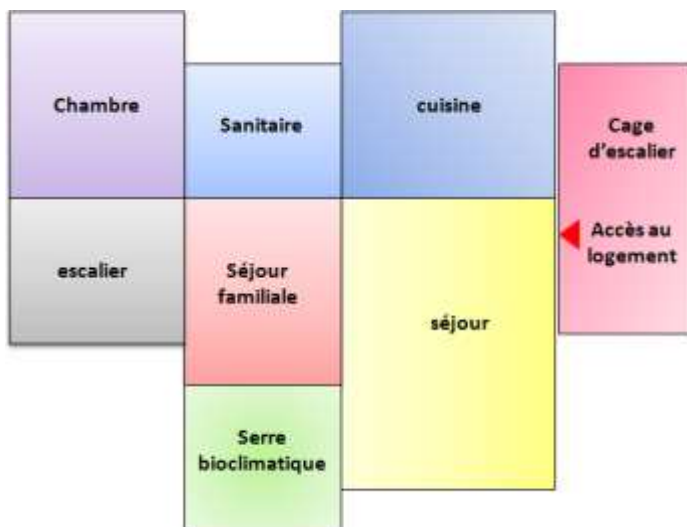 Chambre
Sanitaire
cuisine
Cage
d'escalier
escalier
Séjour
familiale
séjour
Accès au
logement
Serre
bioclimatique